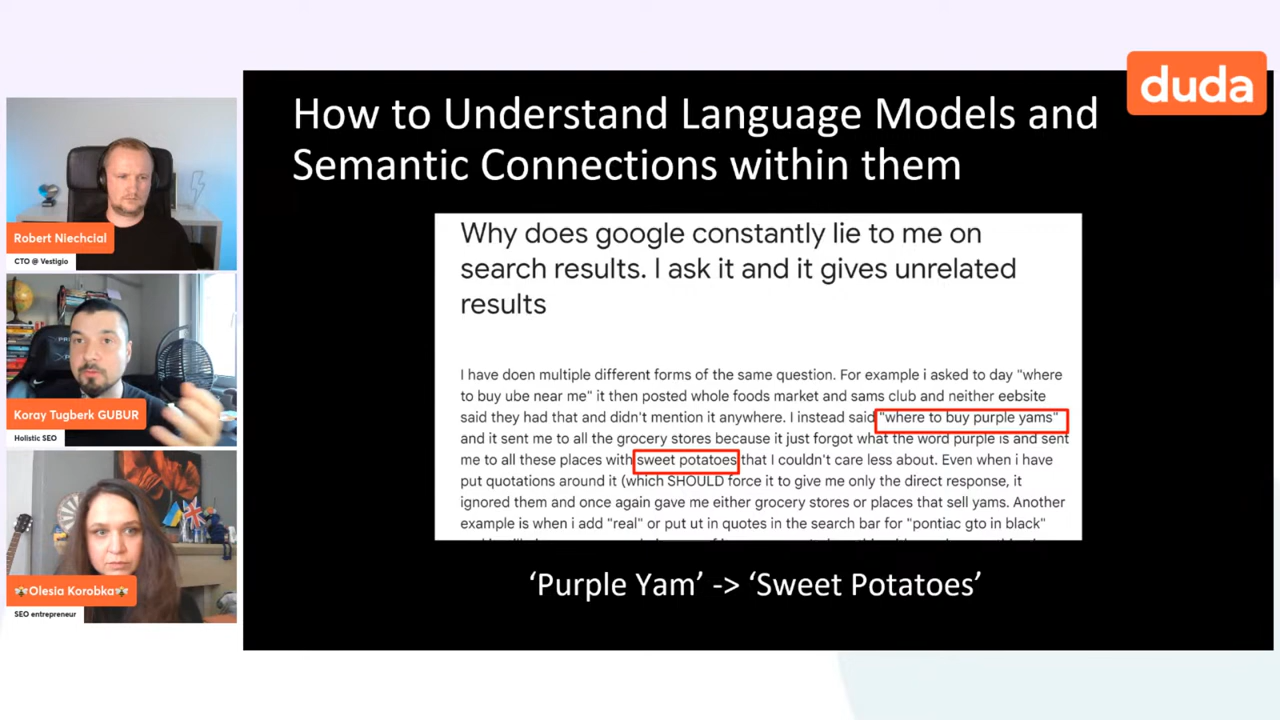 duda
How to Understand Language Models and
Semantic Connections within them
Why does google constantly lie to me on
search results. I ask it and it gives unrelated
results
I have doen multiple different forms of the same question. For example i asked to day "where
to buy ube near me" it then posted whole foods market and sams club and neither eebsite
said they had that and didn't mention it anywhere. I instead said "where to buy purple yams"
and it sent me to all the grocery stores because it just forgot what the word purple is and sent
me to all these places with sweet potatoes that I couldn't care less about. Even when i have
put quotations around it (which SHOULD force it to give me only the direct response, it
ignored them and once again gave me either grocery stores or places that sell yams. Another
example is when i add "real" or put ut in quotes in the search bar for "pontiac gto in black"
'Purple Yam' -> 'Sweet Potatoes'
Robert Niechcial
CTO @ Vestigio
Koray Tugberk GUBUR
Holistic SEO
Olesia Korobka
SEO entrepreneur